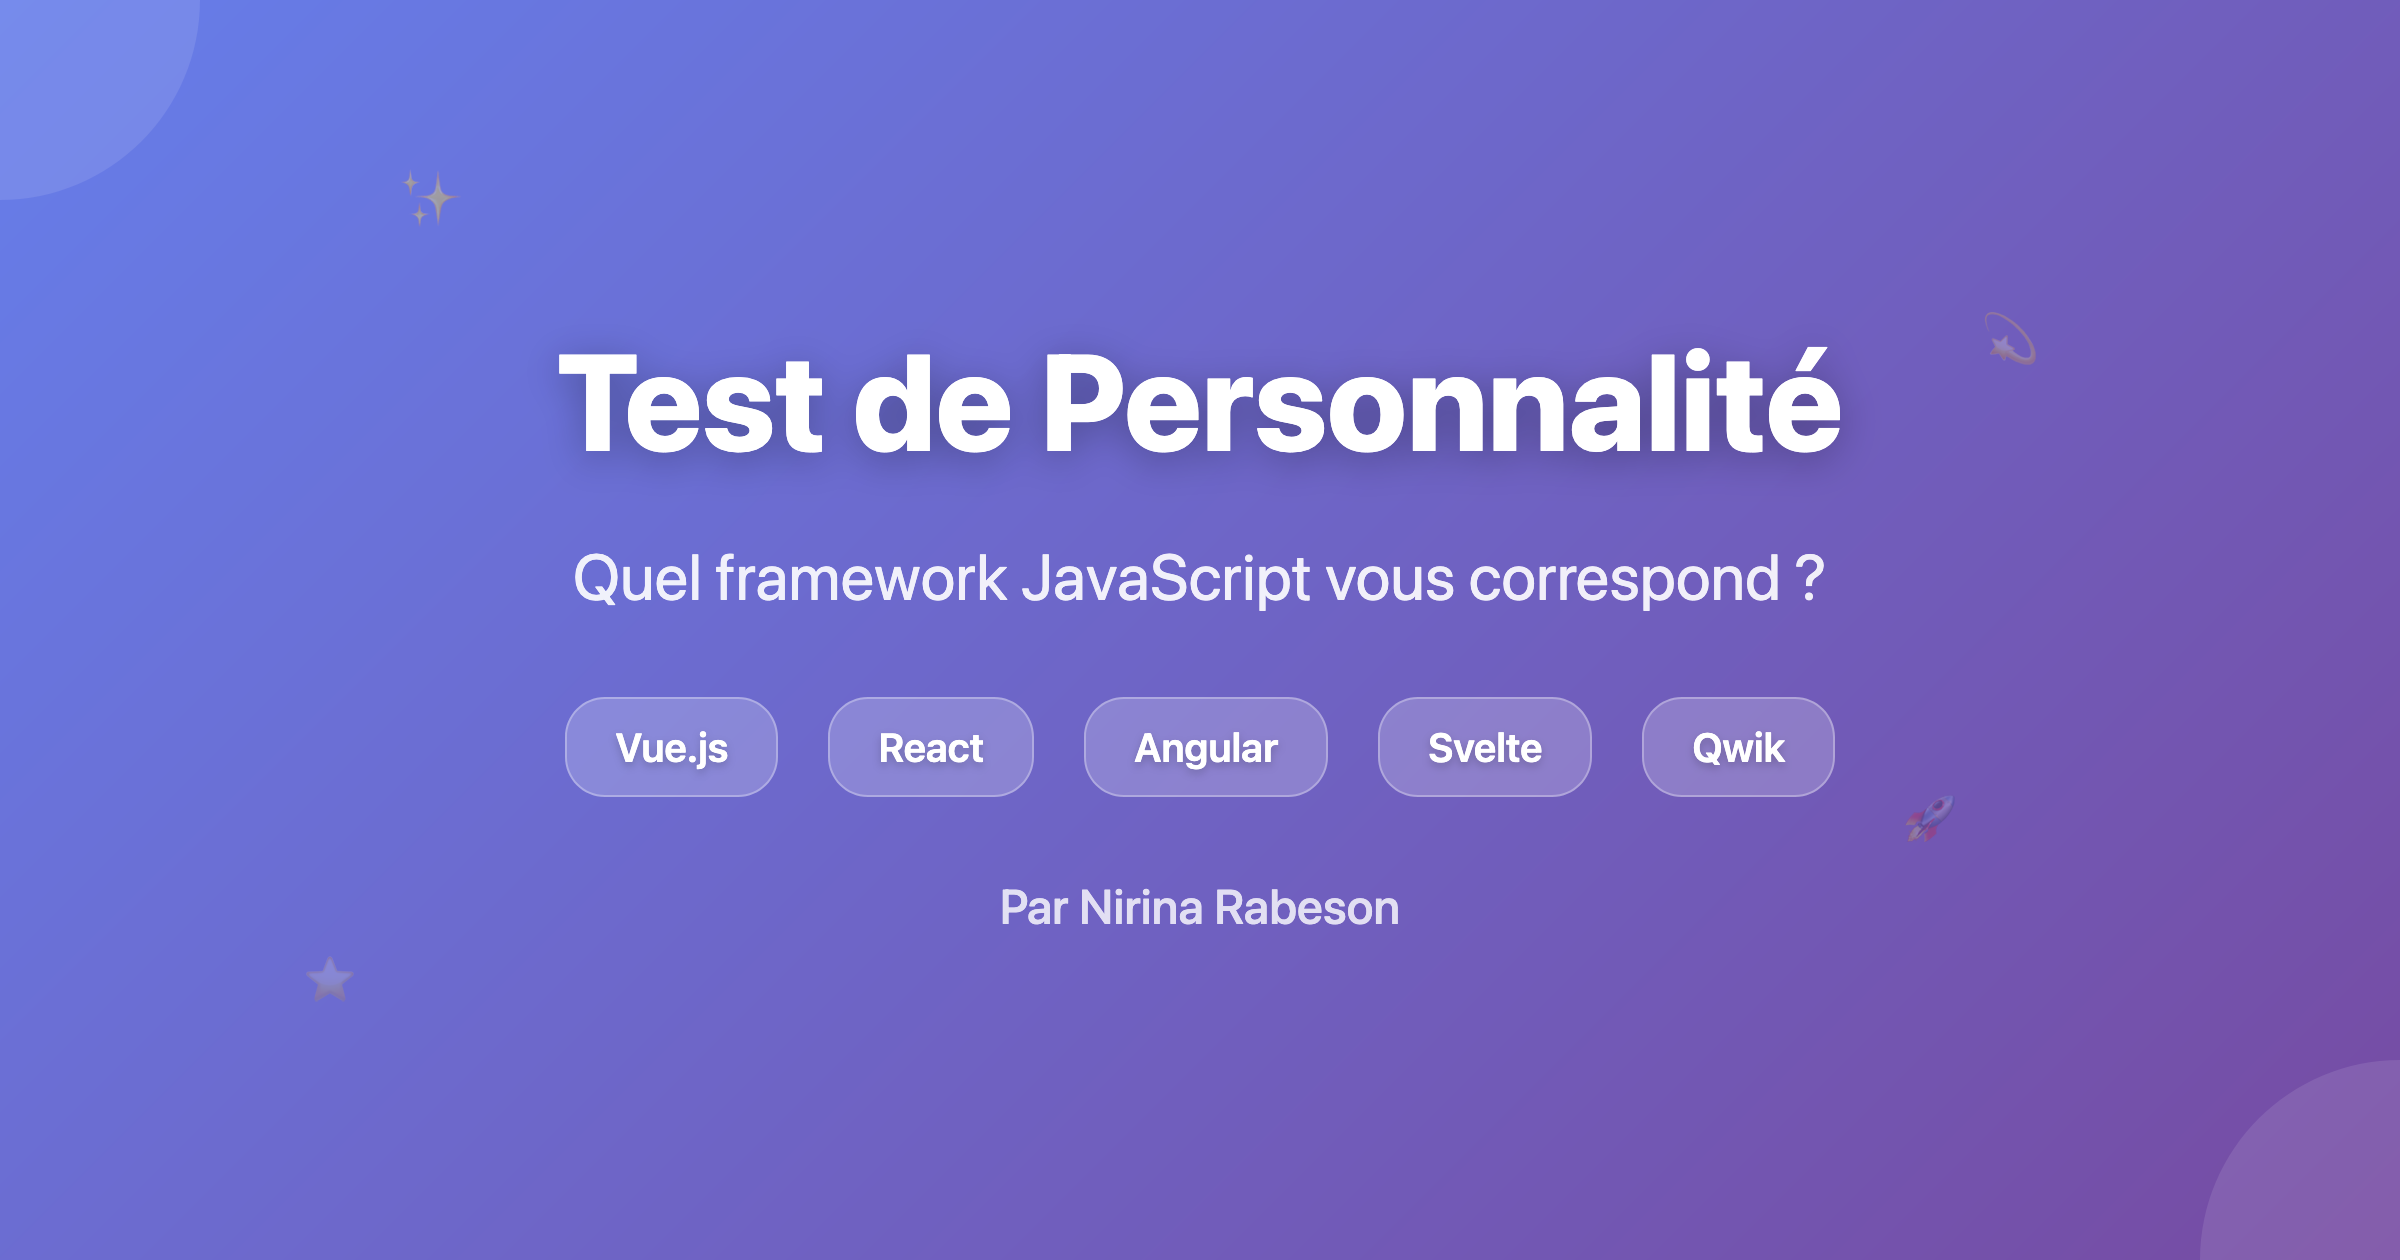 Test de Personnalité
Quel framework JavaScript vous correspond ?
Vue.js React Angular Svelte Qwik
Par Nirina Rabeson